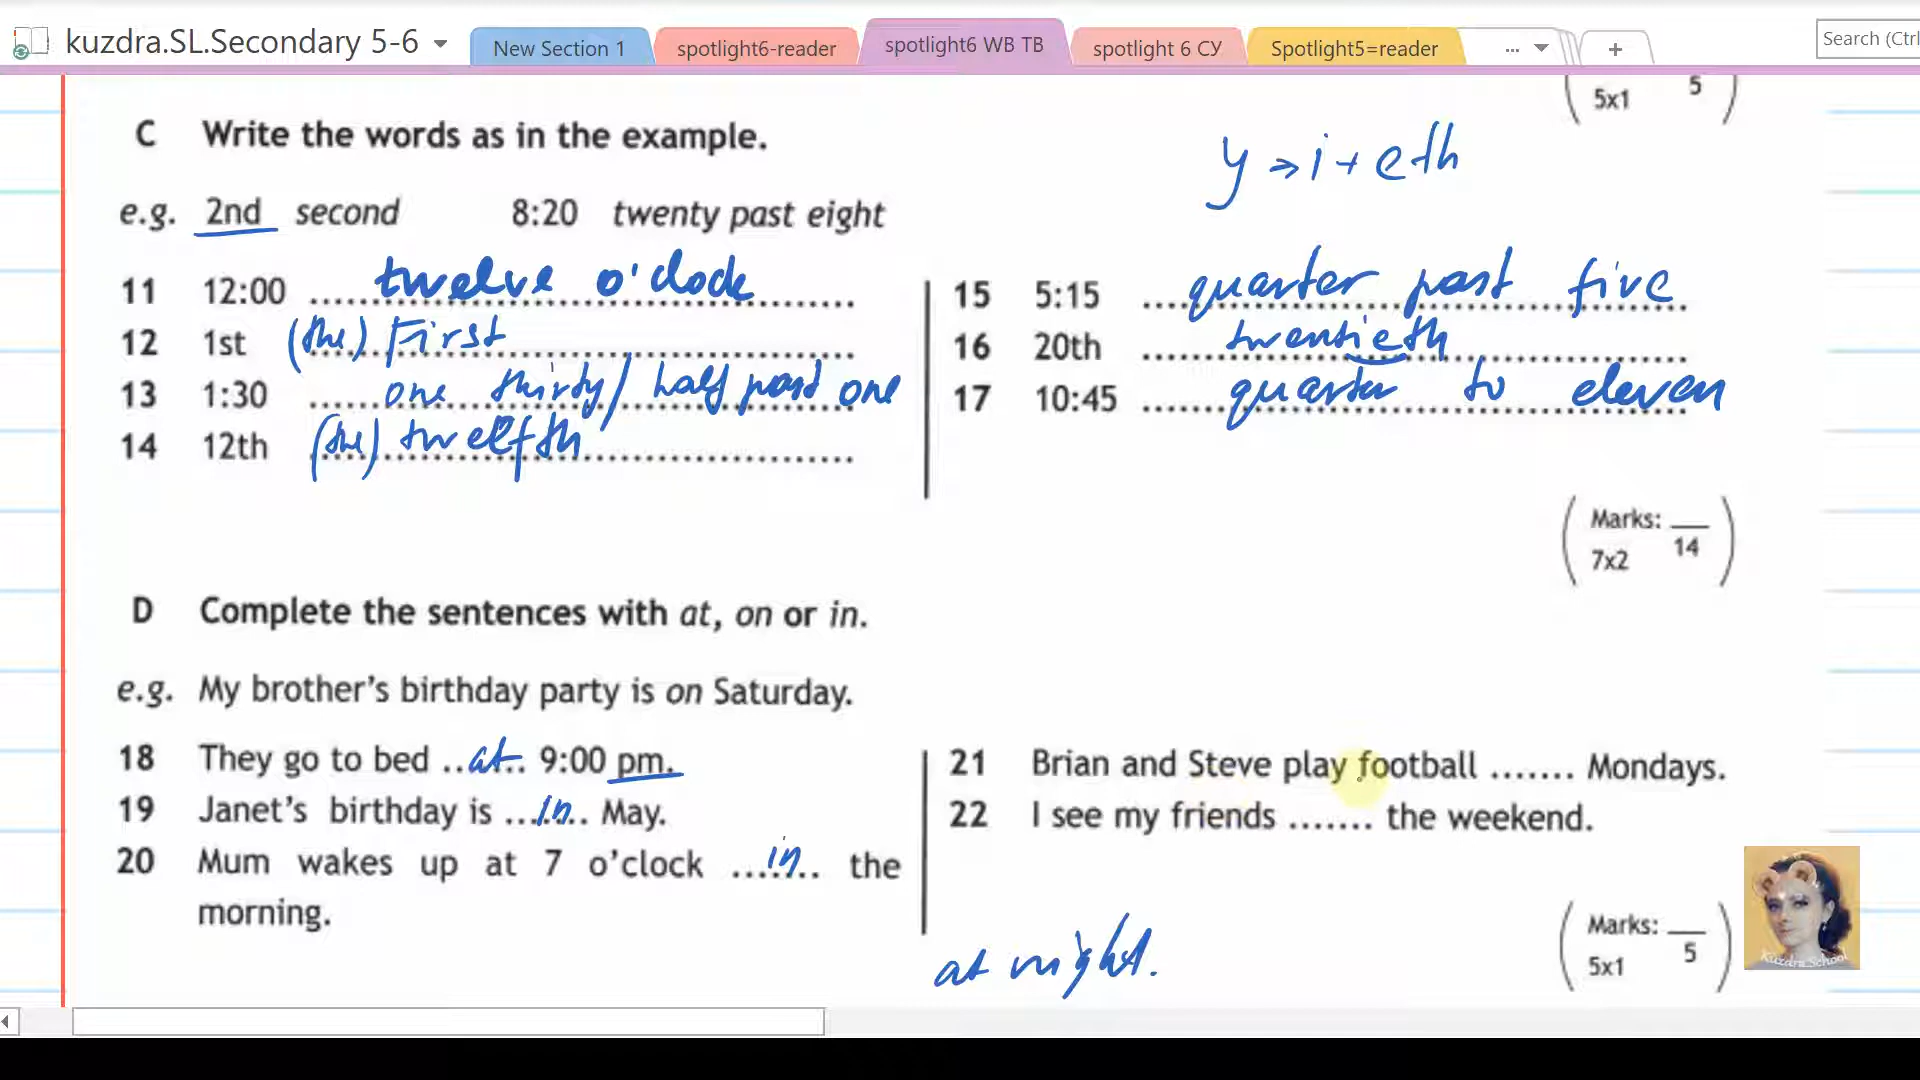 kuzdra.SL.Secondary 5-6
New Section 1
spotlight6-reader
spotlight6 WB TB
spotlight 6 СУ
Spotlight5=reader
...
+
Search (Ctrl
5x1 5
C Write the words as in the example.
y => i + eth
e.g. 2nd second 8:20 twenty past eight
11 12:00 twelve o'clock
12 1st (the) First
13 1:30 one thirty / half past one
14 12th (the) twelfth
15 5:15 quarter past five
16 20th twentieth
17 10:45 quarter to eleven
Marks: __
7x2 14
D Complete the sentences with at, on or in.
e.g. My brother's birthday party is on Saturday.
18 They go to bed ..at.. 9:00 pm.
19 Janet's birthday is ...in... May.
20 Mum wakes up at 7 o'clock ...in... the
morning.
21 Brian and Steve play football ....... Mondays.
22 I see my friends ....... the weekend.
at night.
Marks: __
5x1 5
Kuzdra.School